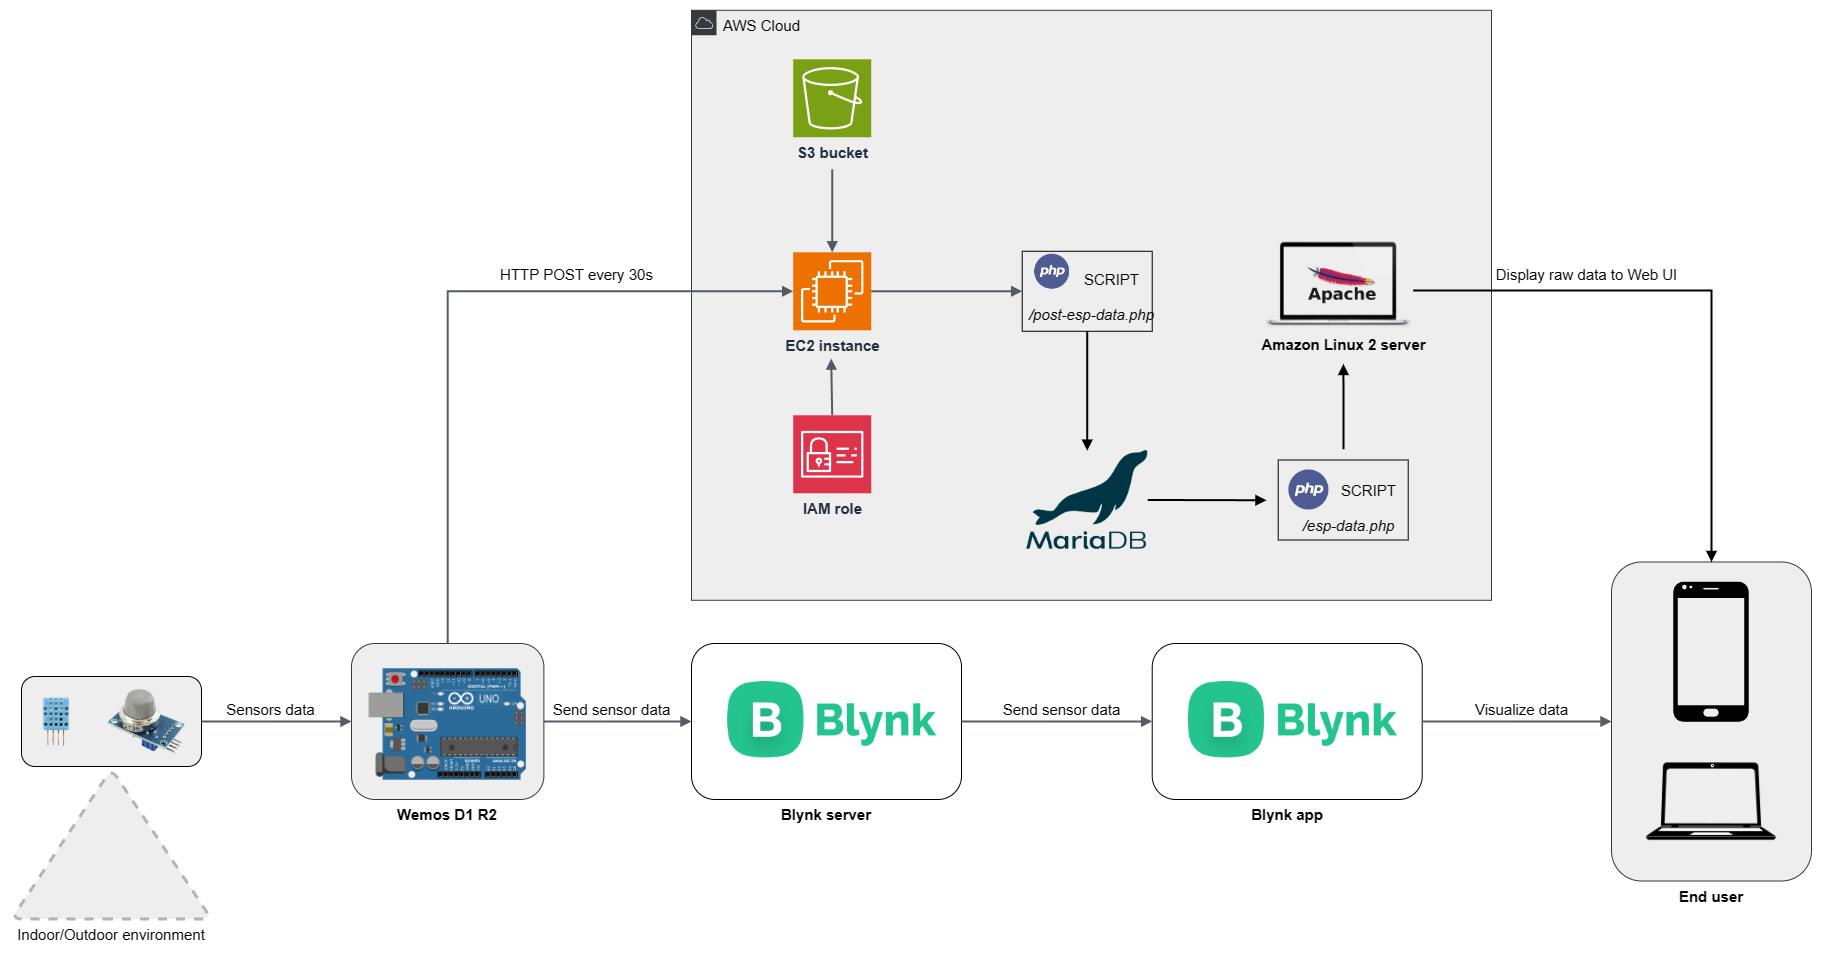 AWS Cloud
S3 bucket
HTTP POST every 30s
EC2 instance
php
SCRIPT
/post-esp-data.php
Apache
Amazon Linux 2 server
Display raw data to Web UI
IAM role
MariaDB
php
SCRIPT
/esp-data.php
Sensors data
UNO
ARDUINO
Wemos D1 R2
Send sensor data
B Blynk
Blynk server
Send sensor data
B Blynk
Blynk app
Visualize data
End user
Indoor/Outdoor environment